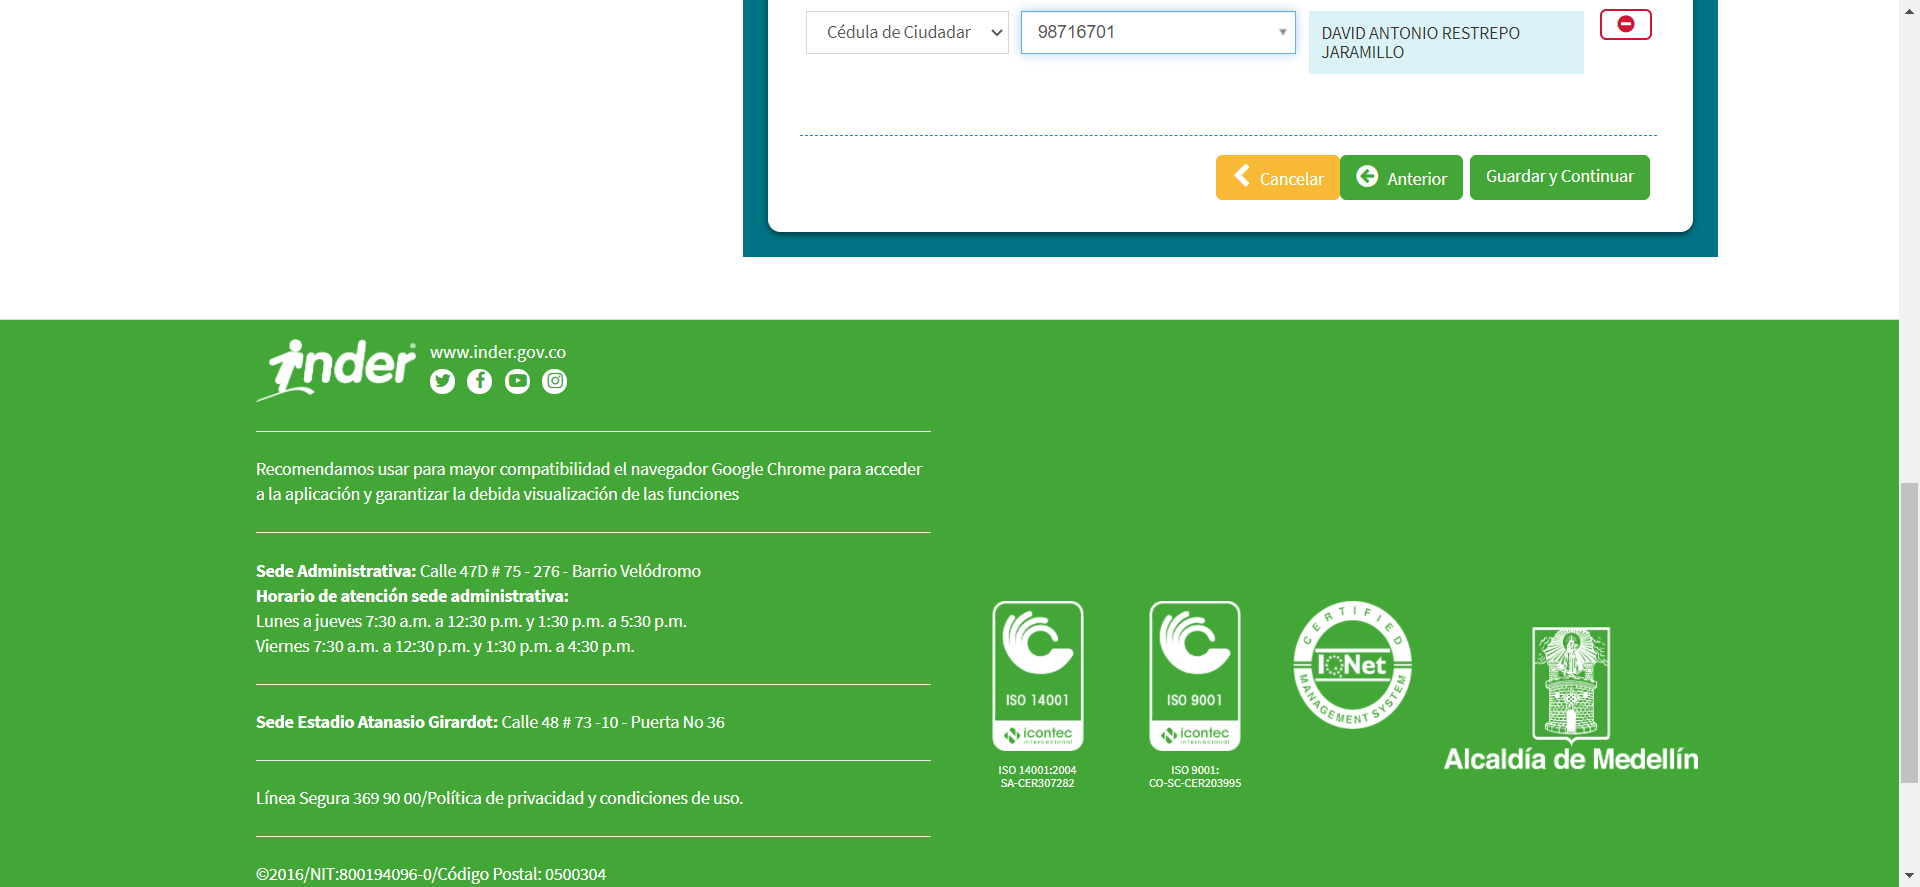 Cédula de Ciudadar
98716701
DAVID ANTONIO RESTREPO
JARAMILLO
Cancelar
Anterior
Guardar y Continuar
inder
www.inder.gov.co
Recomendamos usar para mayor compatibilidad el navegador Google Chrome para acceder
a la aplicación y garantizar la debida visualización de las funciones
Sede Administrativa: Calle 47D # 75 - 276 - Barrio Velódromo
Horario de atención sede administrativa:
Lunes a jueves 7:30 a.m. a 12:30 p.m. y 1:30 p.m. a 5:30 p.m.
Viernes 7:30 a.m. a 12:30 p.m. y 1:30 p.m. a 4:30 p.m.
Sede Estadio Atanasio Girardot: Calle 48 # 73 -10 - Puerta No 36
Línea Segura 369 90 00/Política de privacidad y condiciones de uso.
©2016/NIT:800194096-0/Código Postal: 0500304
ISO 14001
icontec
internacional
ISO 14001:2004
SA-CER307282
ISO 9001
icontec
internacional
ISO 9001:
CO-SC-CER203995
CERTIFIED
IQNet
MANAGEMENT SYSTEM
Alcaldía de Medellín